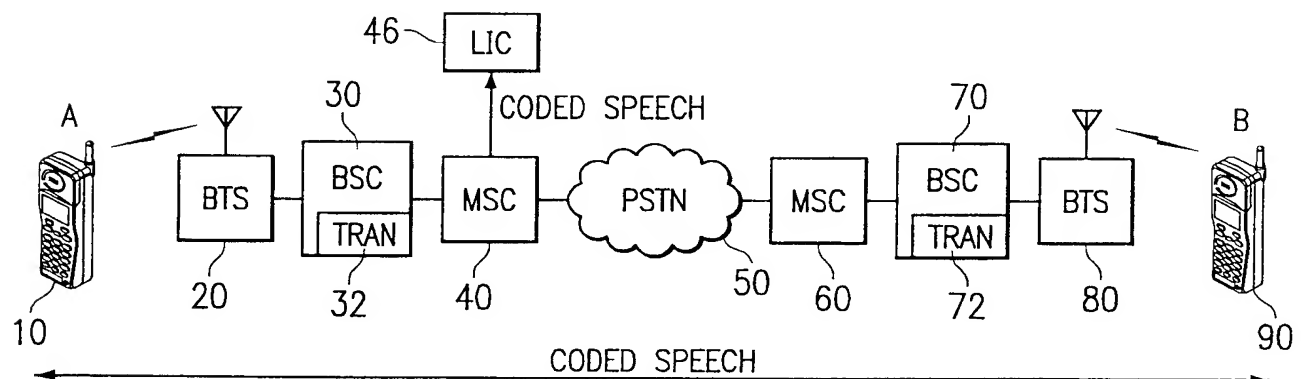 46
LIC
A
30
CODED SPEECH
70
B
BTS
BSC
TRAN
MSC
PSTN
MSC
BSC
TRAN
BTS
10
20
32
40
50
60
72
80
90
CODED SPEECH